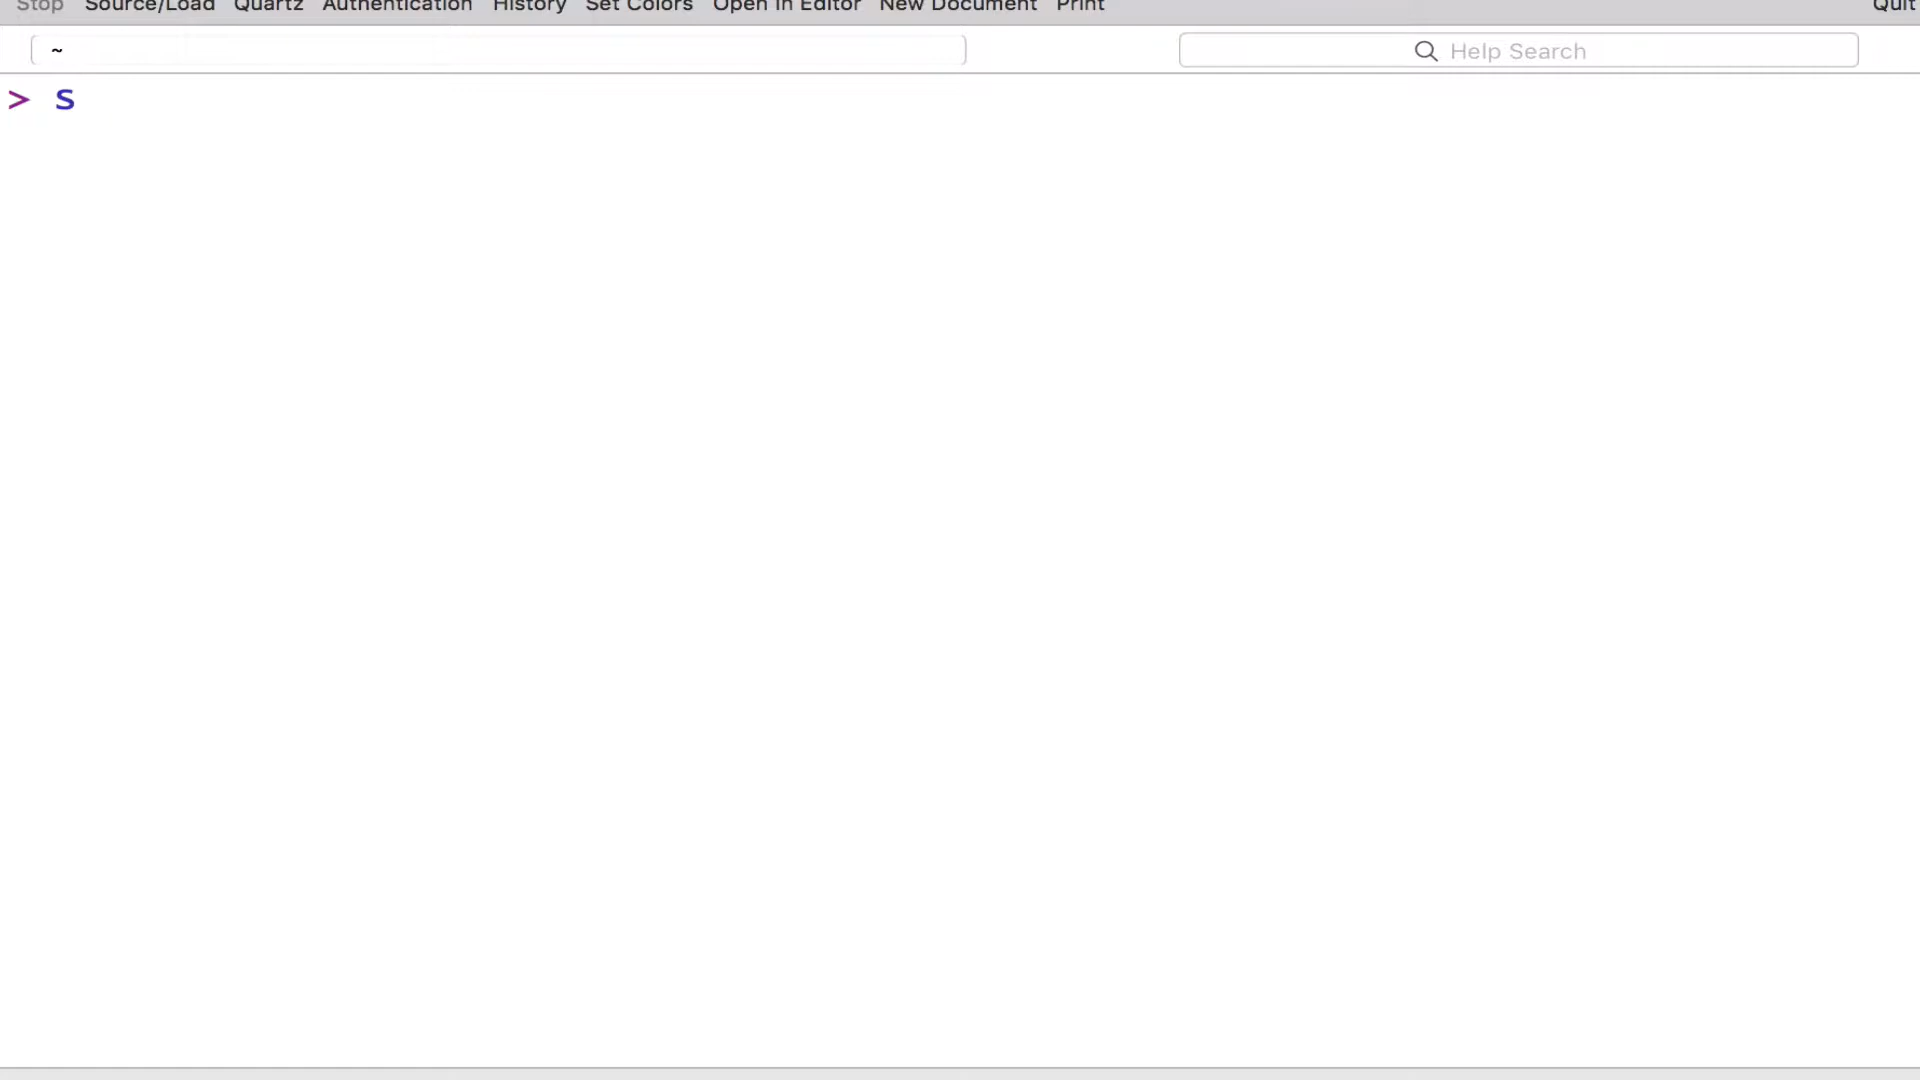 Stop Source/Load Quartz Authentication History Set Colors Open In Editor New Document Print Quit
~ Help Search
> s